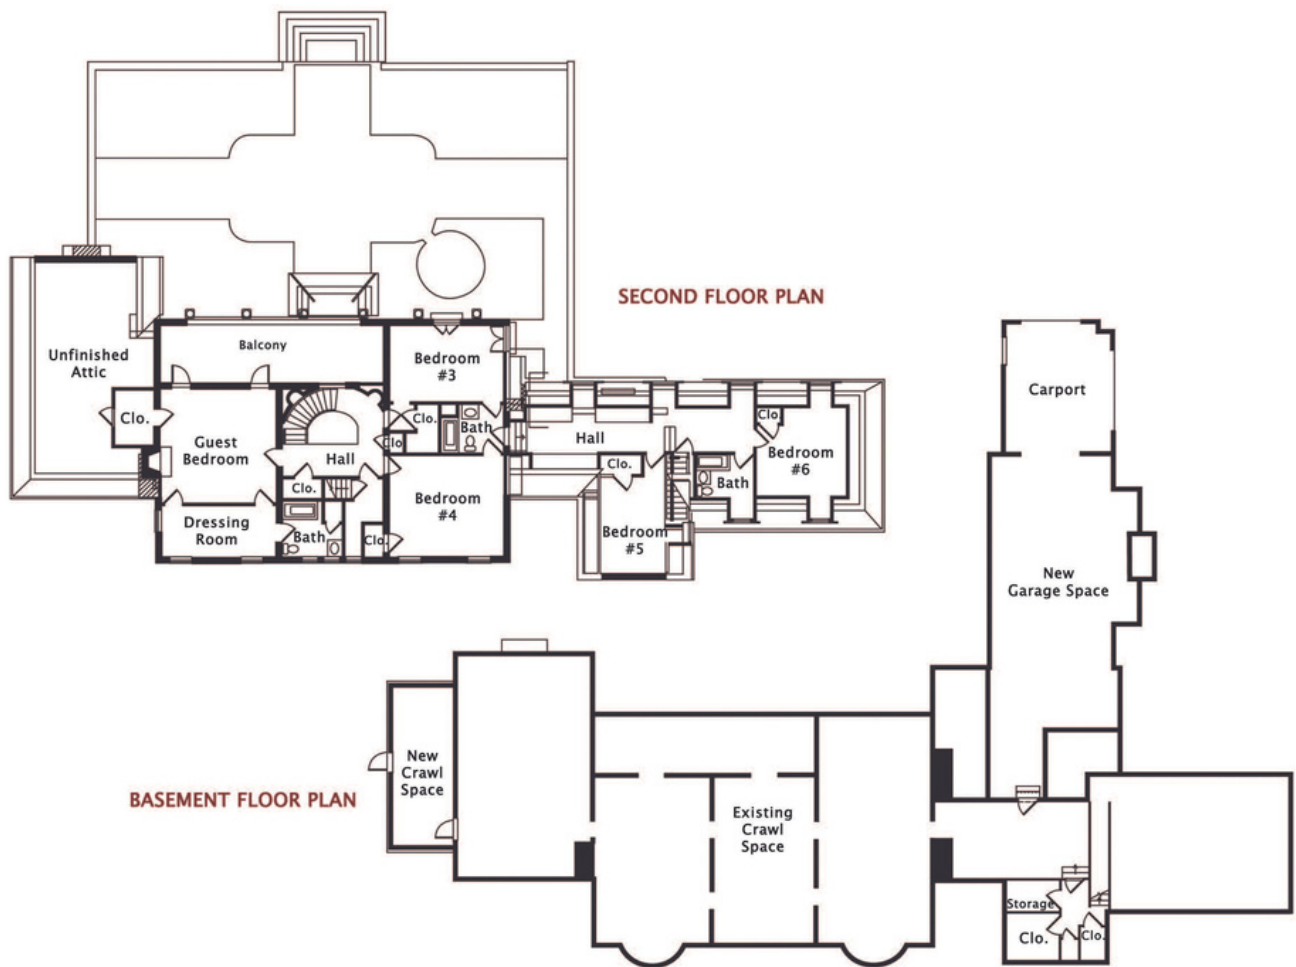 SECOND FLOOR PLAN
Unfinished
Attic
Balcony
Bedroom
#3
Clo.
Guest
Bedroom
Hall
Clo.
Clo.
Bath
Clo.
Dressing
Room
Bath
Clo.
Bedroom
#4
Hall
Clo.
Bedroom
#5
Bath
Clo.
Bedroom
#6
Carport
New
Garage Space
BASEMENT FLOOR PLAN
New
Crawl
Space
Existing
Crawl
Space
Storage
Clo.
Clo.